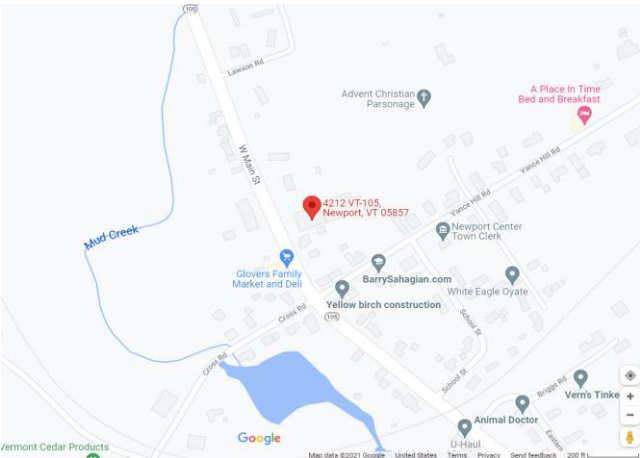 105
Lawson Rd
Advent Christian
Parsonage
A Place In Time
Bed and Breakfast
W Main St
Vance Hill Rd
4212 VT-105,
Newport, VT 05857
Vance Hill Rd
Mud Creek
Newport Center
Town Clerk
Glovers Family
Market and Deli
BarrySahagian.com
White Eagle Oyate
Yellow birch construction
Cross Rd
105
School St
Cross Rd
School St
Briggs Rd
Vern's Tinke
Animal Doctor
U-Haul
Eastern
Vermont Cedar Products
Google
Map data ©2021 Google United States Terms Privacy Send feedback 200 ft